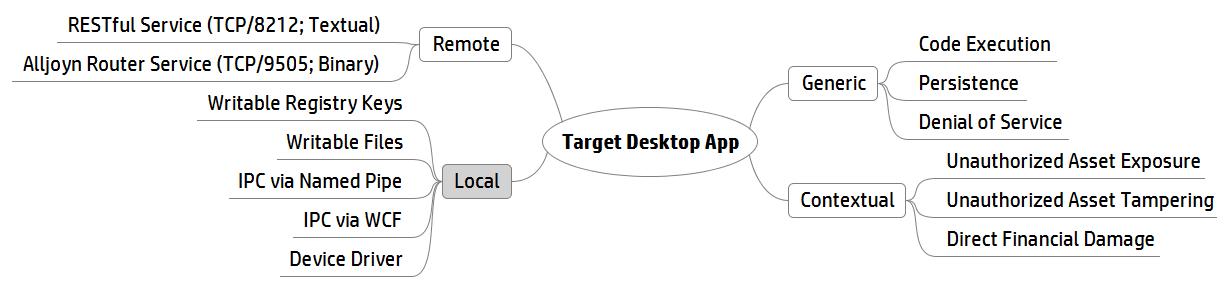 RESTful Service (TCP/8212; Textual)
Alljoyn Router Service (TCP/9505; Binary)
Remote
Writable Registry Keys
Writable Files
IPC via Named Pipe
IPC via WCF
Device Driver
Local
Target Desktop App
Generic
Code Execution
Persistence
Denial of Service
Contextual
Unauthorized Asset Exposure
Unauthorized Asset Tampering
Direct Financial Damage